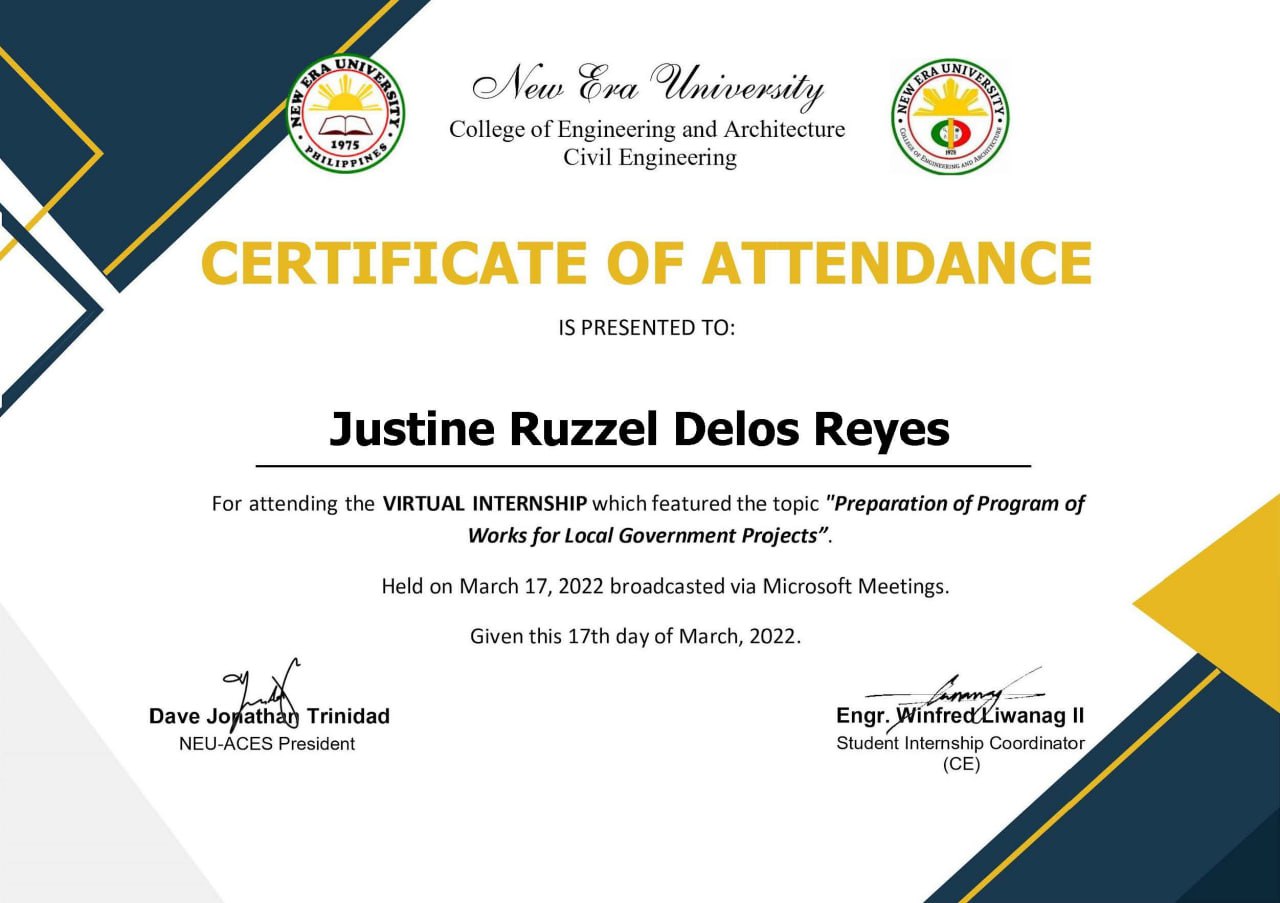 NEW ERA UNIVERSITY
1975
PHILIPPINES
New Era University
College of Engineering and Architecture
Civil Engineering
NEW ERA UNIVERSITY
1975
COLLEGE OF ENGINEERING AND ARCHITECTURE
CERTIFICATE OF ATTENDANCE
IS PRESENTED TO:
Justine Ruzzel Delos Reyes
For attending the VIRTUAL INTERNSHIP which featured the topic "Preparation of Program of
Works for Local Government Projects”.
Held on March 17, 2022 broadcasted via Microsoft Meetings.
Given this 17th day of March, 2022.
Dave Jonathan Trinidad
NEU-ACES President
Engr. Winfred Liwanag II
Student Internship Coordinator
(CE)